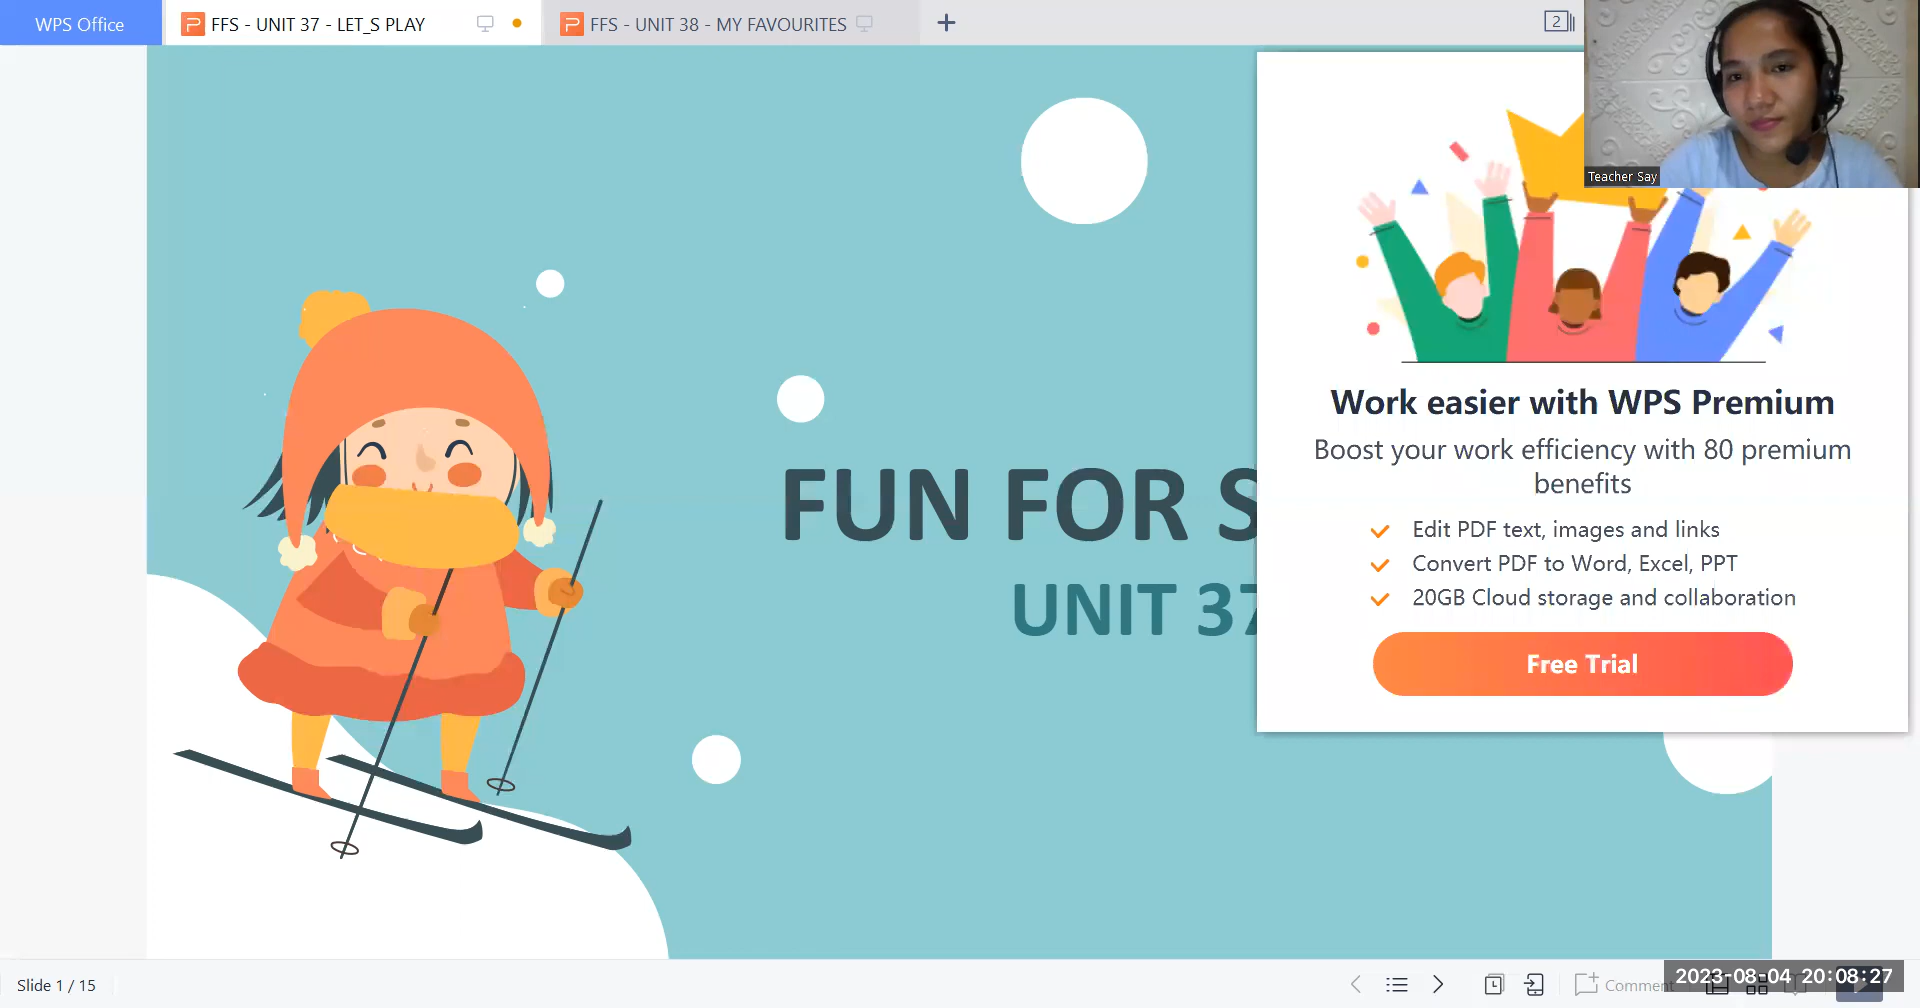 WPS Office
FFS - UNIT 37 - LET_S PLAY
FFS - UNIT 38 - MY FAVOURITES
2
Teacher Say
FUN FOR S
UNIT 37
Work easier with WPS Premium
Boost your work efficiency with 80 premium
benefits
Edit PDF text, images and links
Convert PDF to Word, Excel, PPT
20GB Cloud storage and collaboration
Free Trial
Slide 1 / 15
Comment
2023-08-04 20:08:27